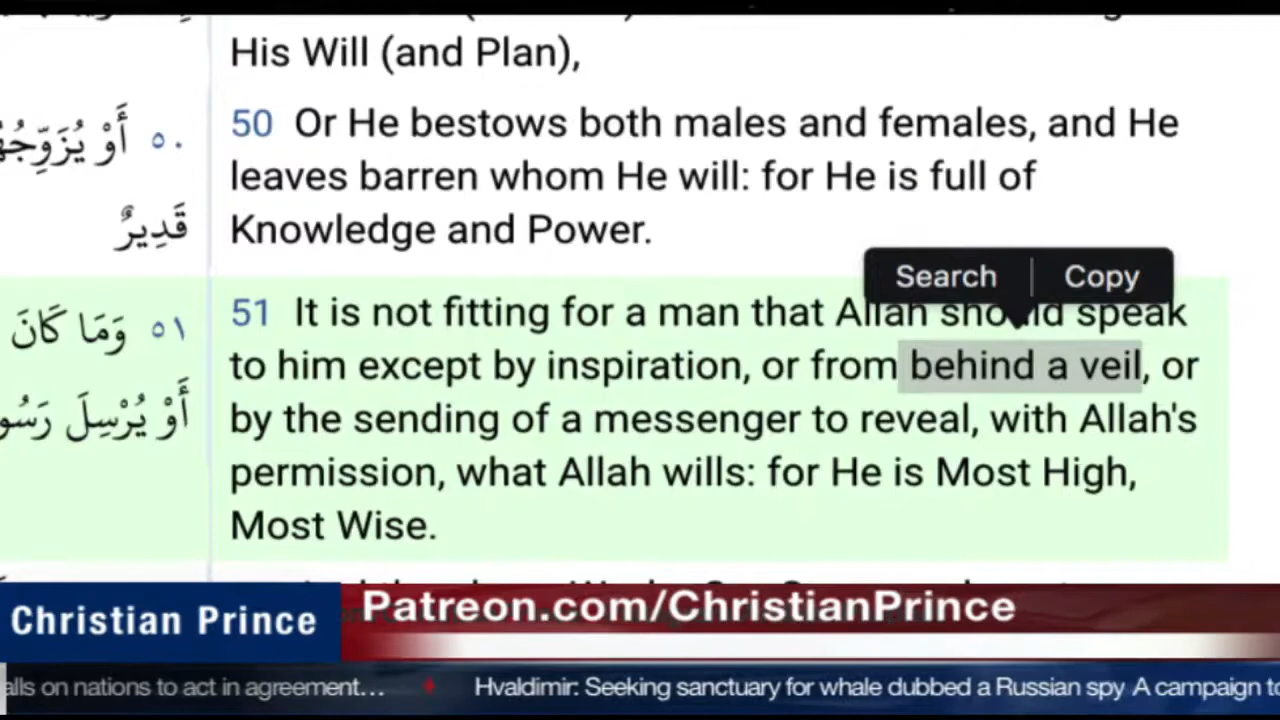 His Will (and Plan),
50 Or He bestows both males and females, and He
leaves barren whom He will: for He is full of
Knowledge and Power.
٥٠ أَوْ
قَدِيرٌ
Search Copy
51 It is not fitting for a man that Allah should speak
to him except by inspiration, or from behind a veil, or
by the sending of a messenger to reveal, with Allah's
permission, what Allah wills: for He is Most High,
Most Wise.
٥١ وَمَا كَانَ
أَوْ يُرْسِلَ
Christian Prince
Patreon.com/ChristianPrince
alls on nations to act in agreement... Hvaldimir: Seeking sanctuary for whale dubbed a Russian spy A campaign to